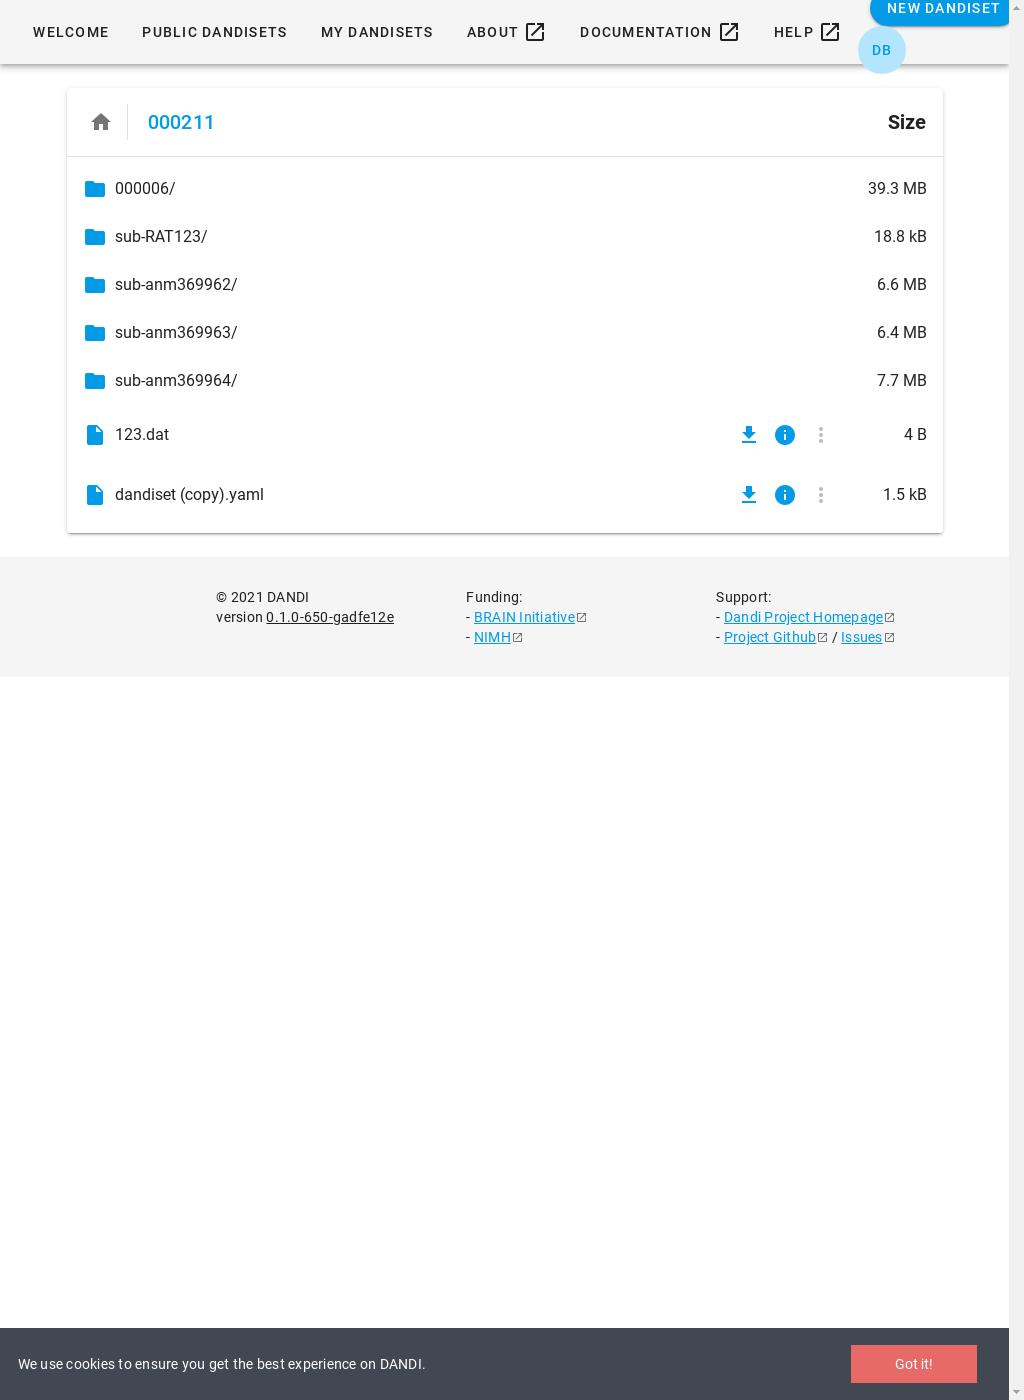 WELCOME PUBLIC DANDISETS MY DANDISETS ABOUT DOCUMENTATION HELP NEW DANDISET
DB
000211 Size
000006/ 39.3 MB
sub-RAT123/ 18.8 kB
sub-anm369962/ 6.6 MB
sub-anm369963/ 6.4 MB
sub-anm369964/ 7.7 MB
123.dat 4 B
dandiset (copy).yaml 1.5 kB
© 2021 DANDI Funding: Support:
version 0.1.0-650-gadfe12e - BRAIN Initiative - Dandi Project Homepage
- NIMH - Project Github / Issues
We use cookies to ensure you get the best experience on DANDI. Got it!